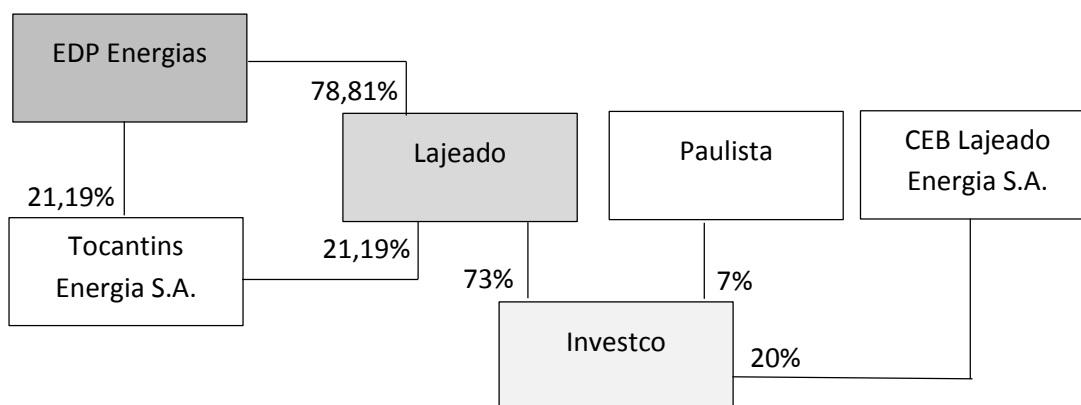 EDP Energias
78,81%
Lajeado
Paulista
CEB Lajeado
Energia S.A.
21,19%
Tocantins
Energia S.A.
21,19%
73%
7%
Investco
20%